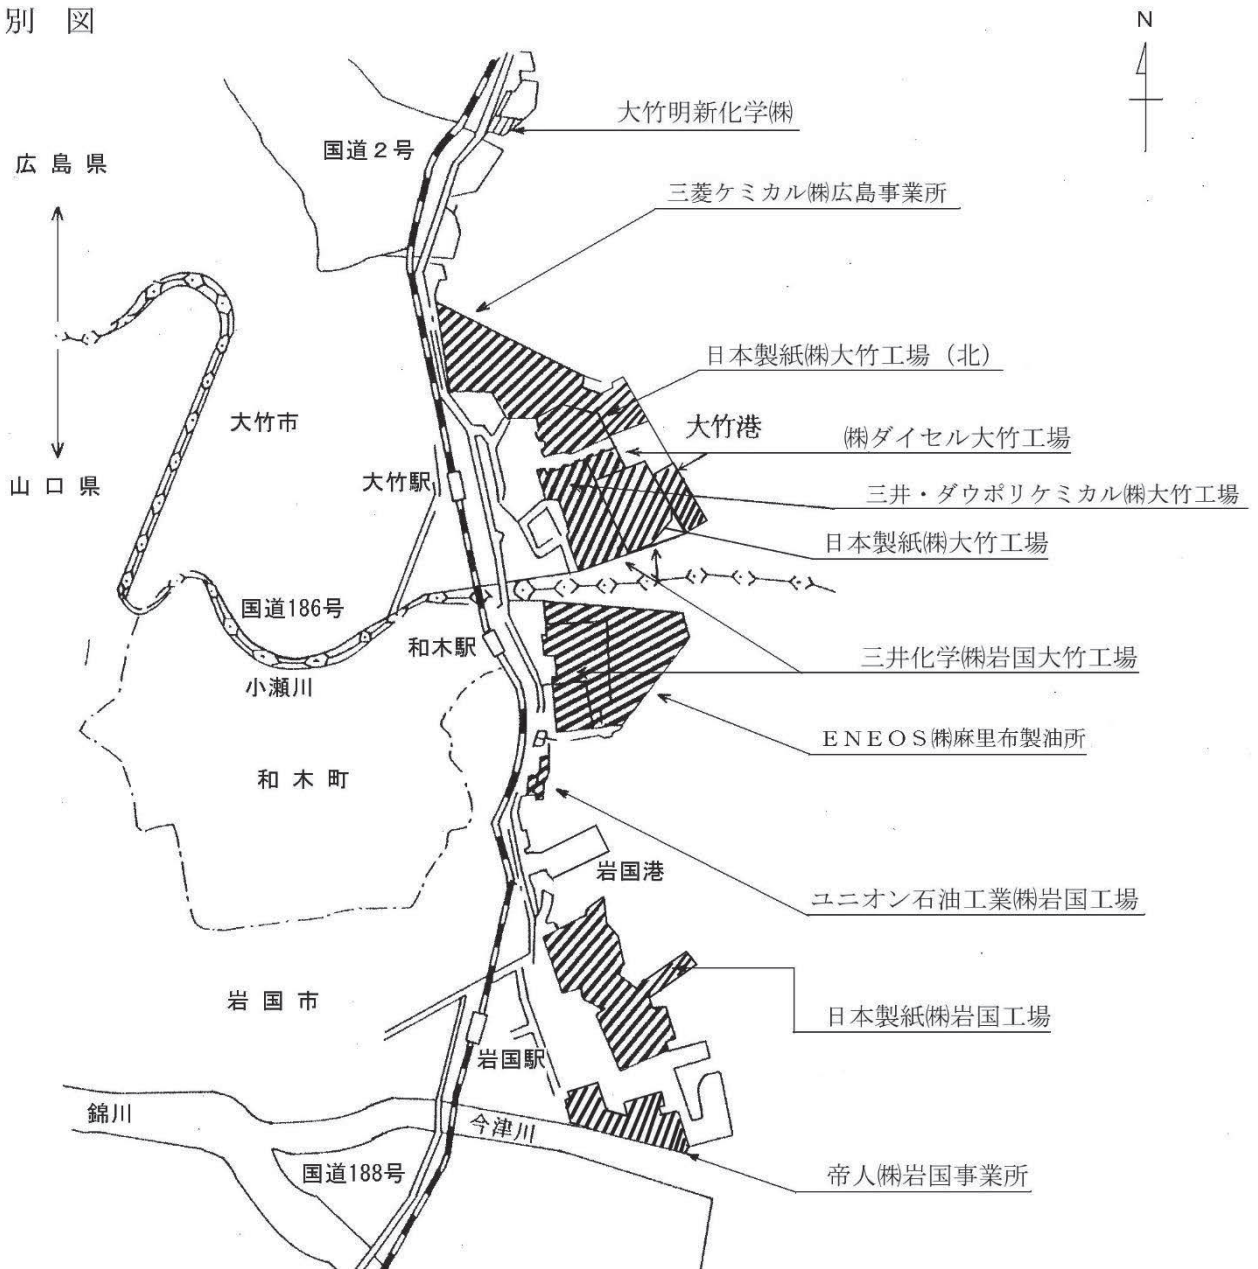 別 図
N
大竹明新化学㈱
国道２号
広 島 県
三菱ケミカル㈱広島事業所
日本製紙㈱大竹工場（北）
大竹市
大竹港
㈱ダイセル大竹工場
山 口 県
大竹駅
三井・ダウポリケミカル㈱大竹工場
日本製紙㈱大竹工場
国道186号
和木駅
三井化学㈱岩国大竹工場
小瀬川
ＥＮＥＯＳ㈱麻里布製油所
和 木 町
岩国港
ユニオン石油工業㈱岩国工場
岩 国 市
日本製紙㈱岩国工場
岩国駅
錦川
今津川
国道188号
帝人㈱岩国事業所